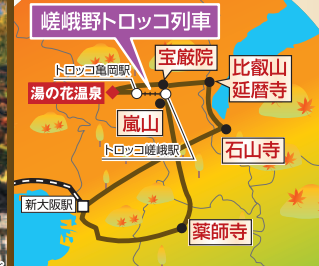 嵯峨野トロッコ列車
トロッコ亀岡駅
宝厳院
比叡山
延暦寺
湯の花温泉
嵐山
トロッコ嵯峨駅
石山寺
新大阪駅
薬師寺